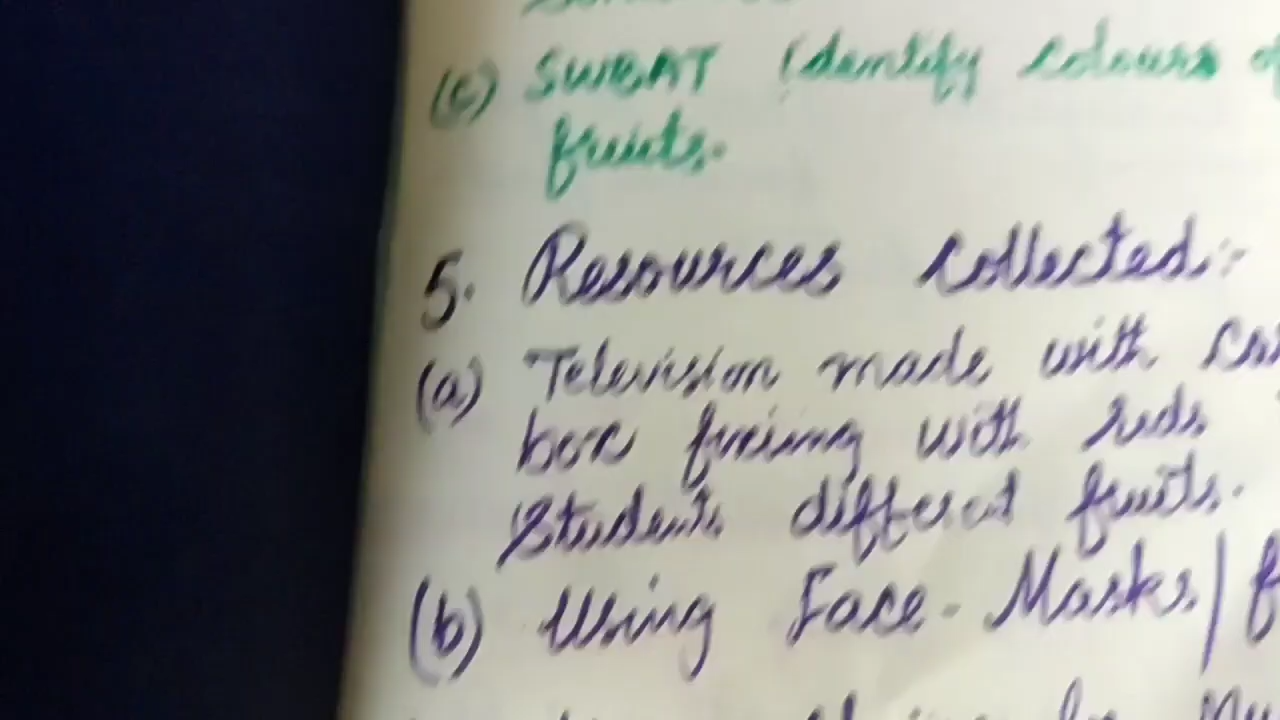 (c) SWBAT identify colours of
fruits.
5. Resources collected:-
(a) Television made with
box fixing with
Students different fruits.
(b) Using Face-Masks/